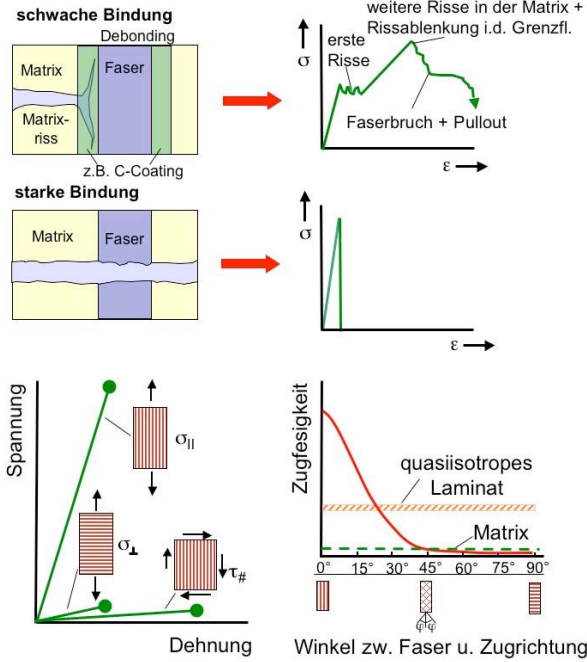 schwache Bindung
Debonding
Matrix
Faser
Matrix-
riss
z.B. C-Coating
weitere Risse in der Matrix +
Rissablenkung i.d. Grenzfl.
erste
Risse
σ
Faserbruch + Pullout
ε
starke Bindung
Matrix
Faser
σ
ε
Spannung
σ||
σ⊥
τ#
Dehnung
Zugfesigkeit
quasiisotropes
Laminat
Matrix
0° 15° 30° 45° 60° 75° 90°
φ φ
Winkel zw. Faser u. Zugrichtung